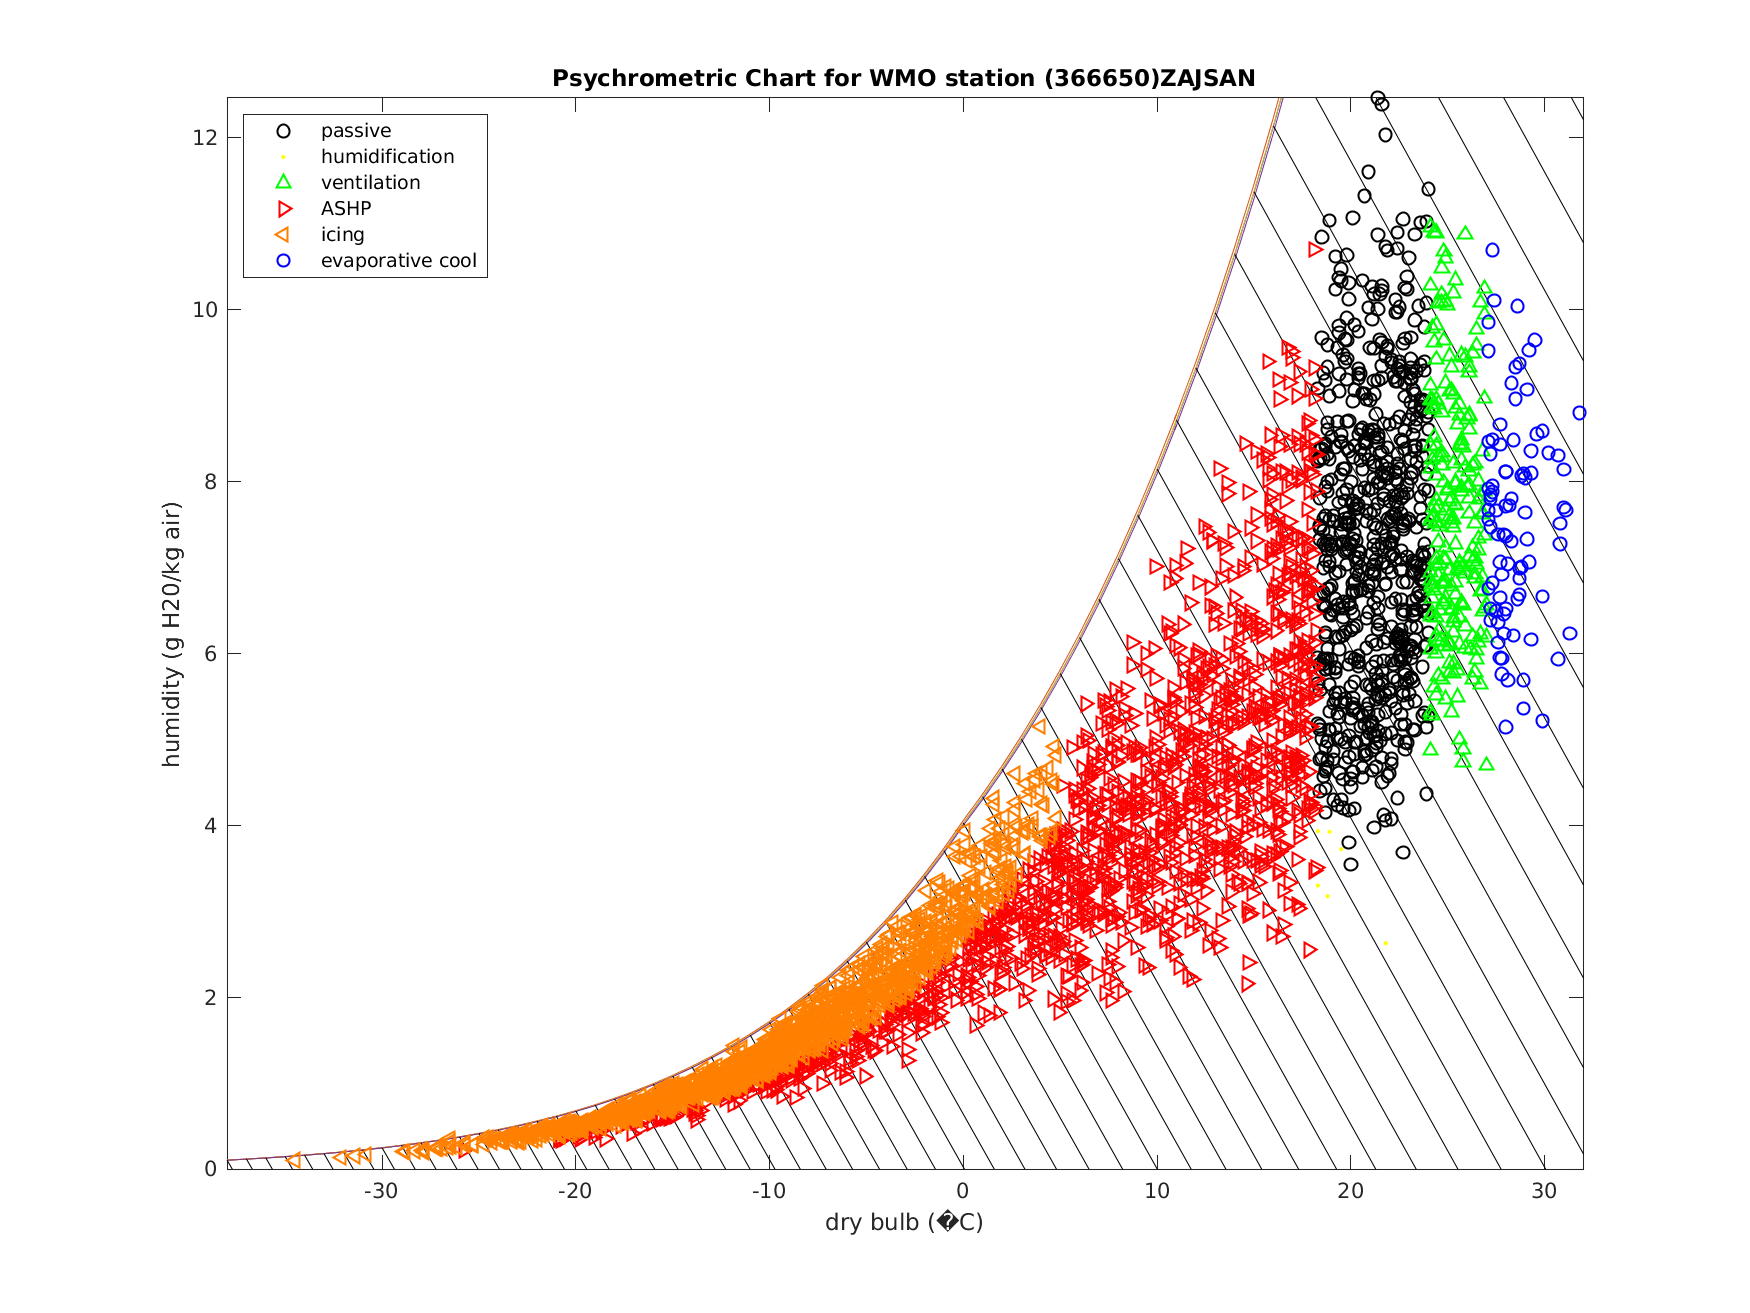 Psychrometric Chart for WMO station (366650)ZAJSAN
passive
humidification
ventilation
ASHP
icing
evaporative cool
humidity (g H20/kg air)
12
10
8
6
4
2
0
-30 -20 -10 0 10 20 30
dry bulb (�C)